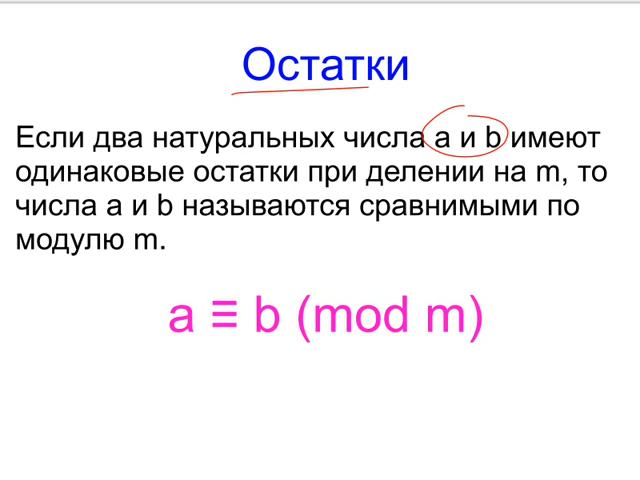 Остатки
Если два натуральных числа a и b имеют
одинаковые остатки при делении на m, то
числа a и b называются сравнимыми по
модулю m.
a ≡ b (mod m)